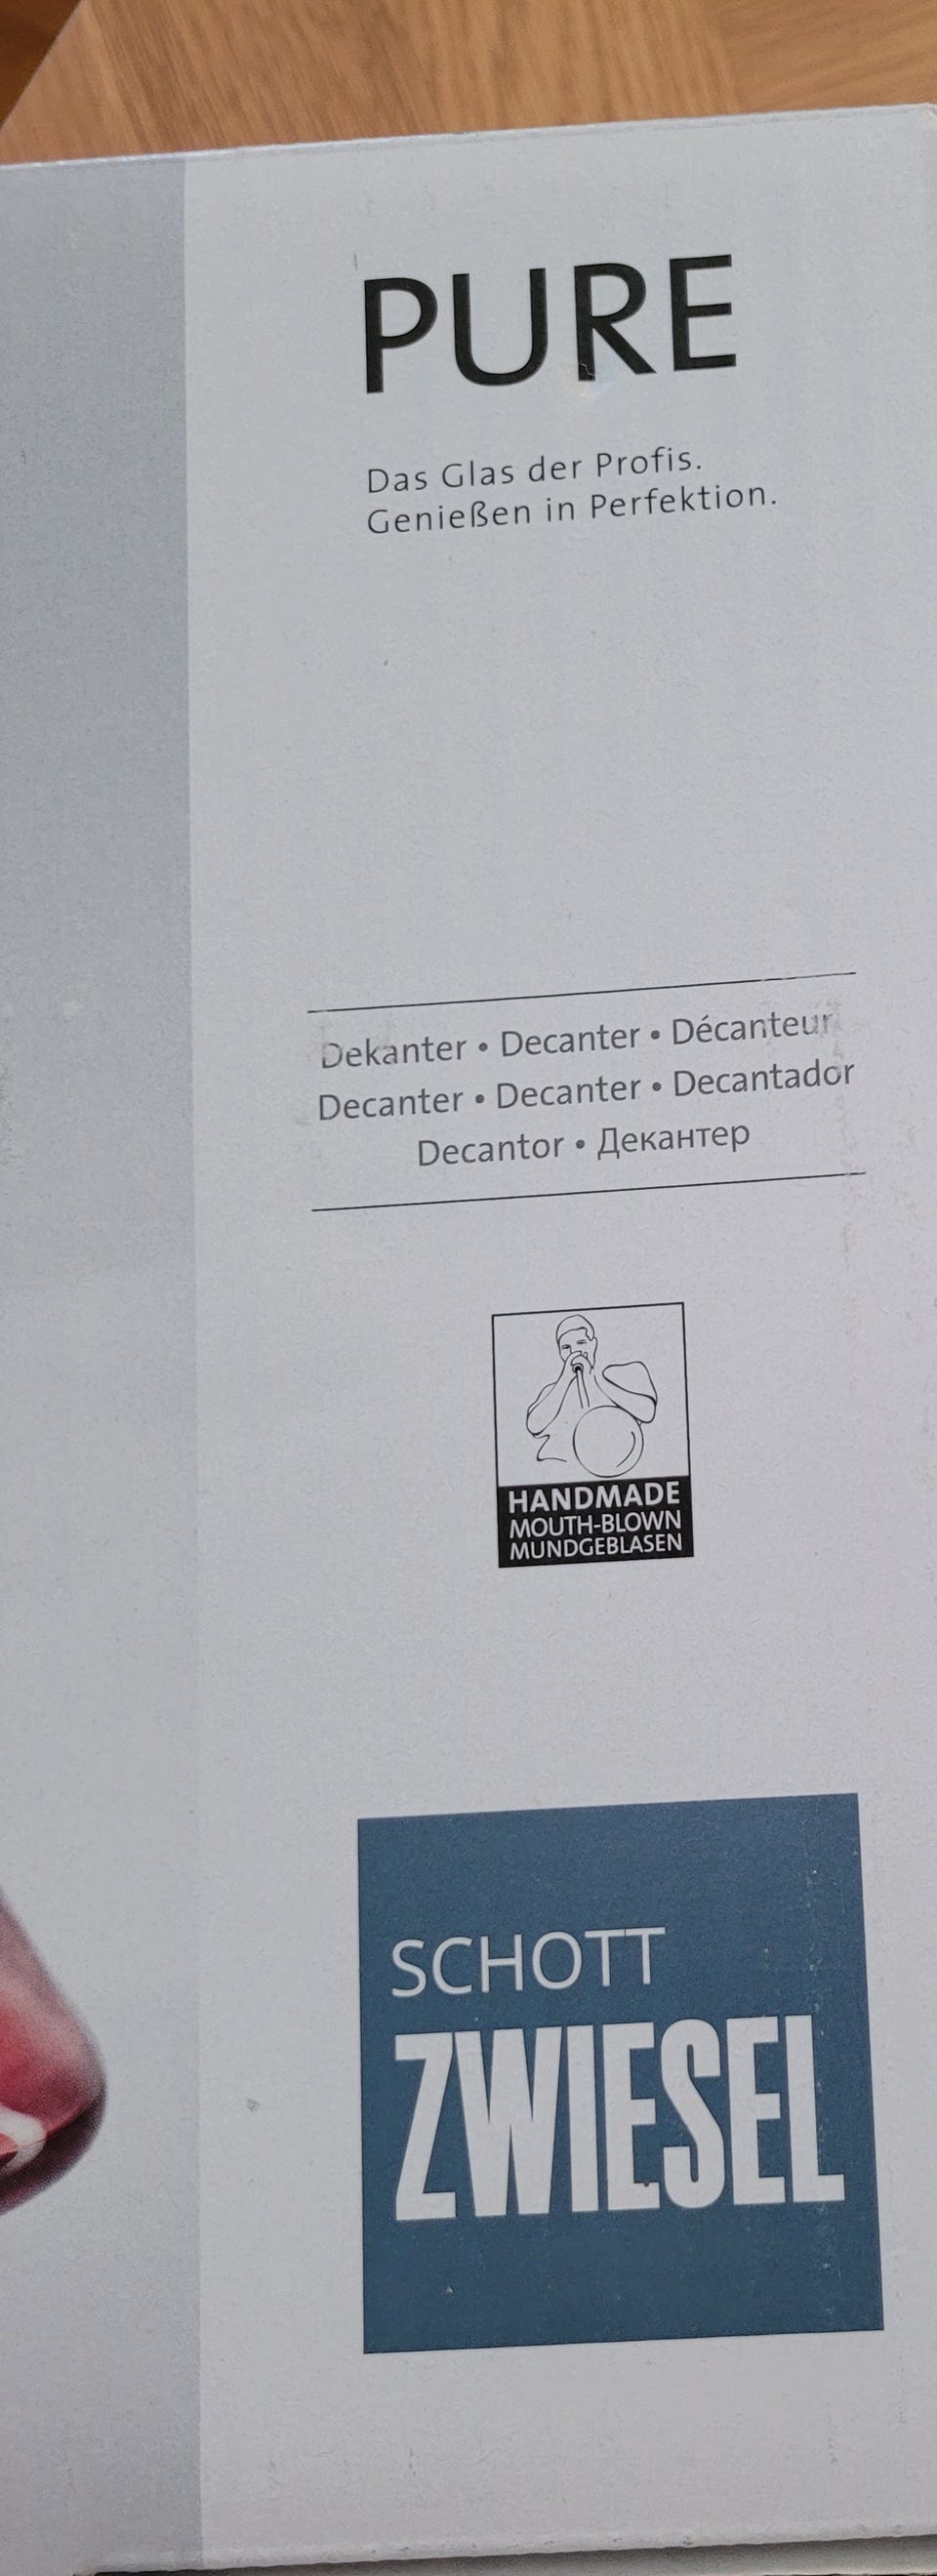 PURE
Das Glas der Profis.
Genießen in Perfektion.
Dekanter • Decanter • Décanteur
Decanter • Decanter • Decantador
Decantor • Декантер
HANDMADE
MOUTH-BLOWN
MUNDGEBLASEN
SCHOTT
ZWIESEL